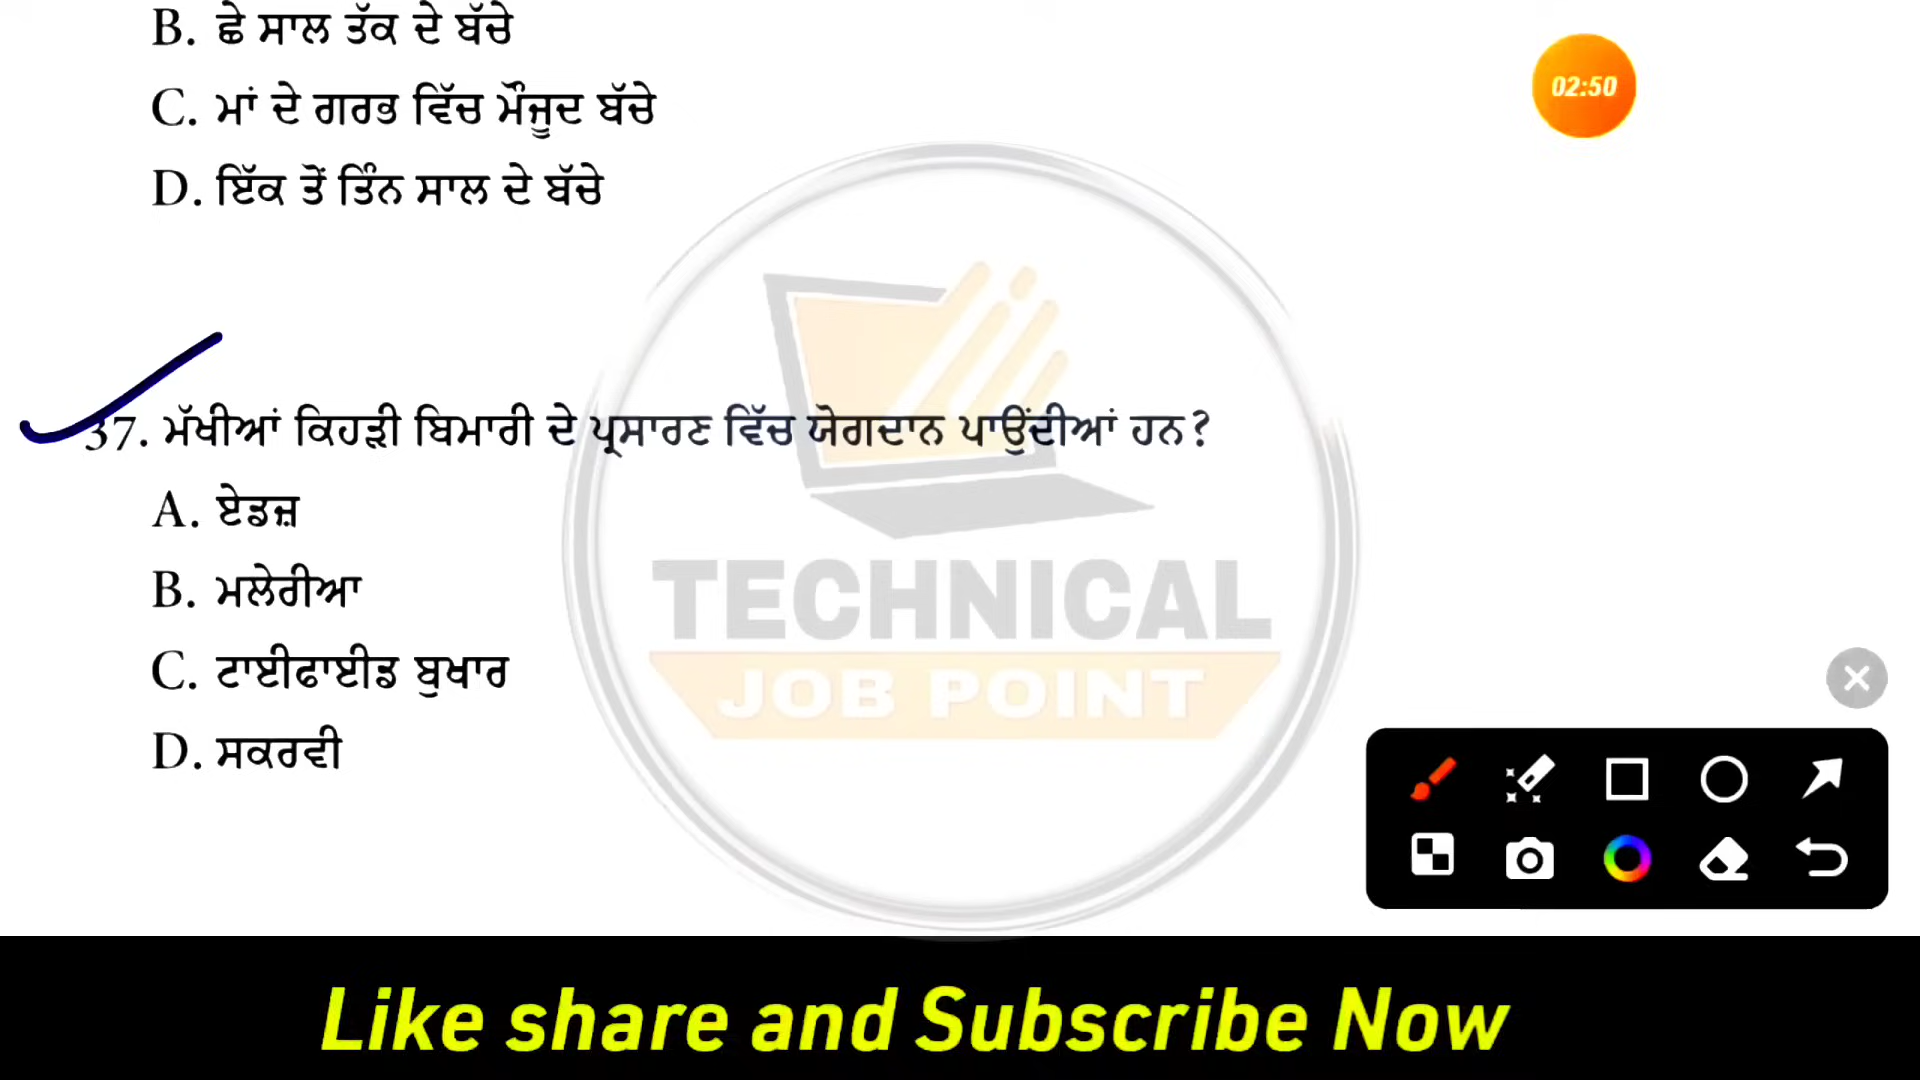 B. ਛੇ ਸਾਲ ਤੱਕ ਦੇ ਬੱਚੇ
02:50
C. ਮਾਂ ਦੇ ਗਰਭ ਵਿੱਚ ਮੌਜੂਦ ਬੱਚੇ
D. ਇੱਕ ਤੋਂ ਤਿੰਨ ਸਾਲ ਦੇ ਬੱਚੇ
37. ਮੱਖੀਆਂ ਕਿਹੜੀ ਬਿਮਾਰੀ ਦੇ ਪ੍ਰਸਾਰਣ ਵਿੱਚ ਯੋਗਦਾਨ ਪਾਉਂਦੀਆਂ ਹਨ?
A. ਏਡਜ਼
B. ਮਲੇਰੀਆ
C. ਟਾਈਫਾਈਡ ਬੁਖਾਰ
D. ਸਕਰਵੀ
TECHNICAL
JOB POINT
Like share and Subscribe Now